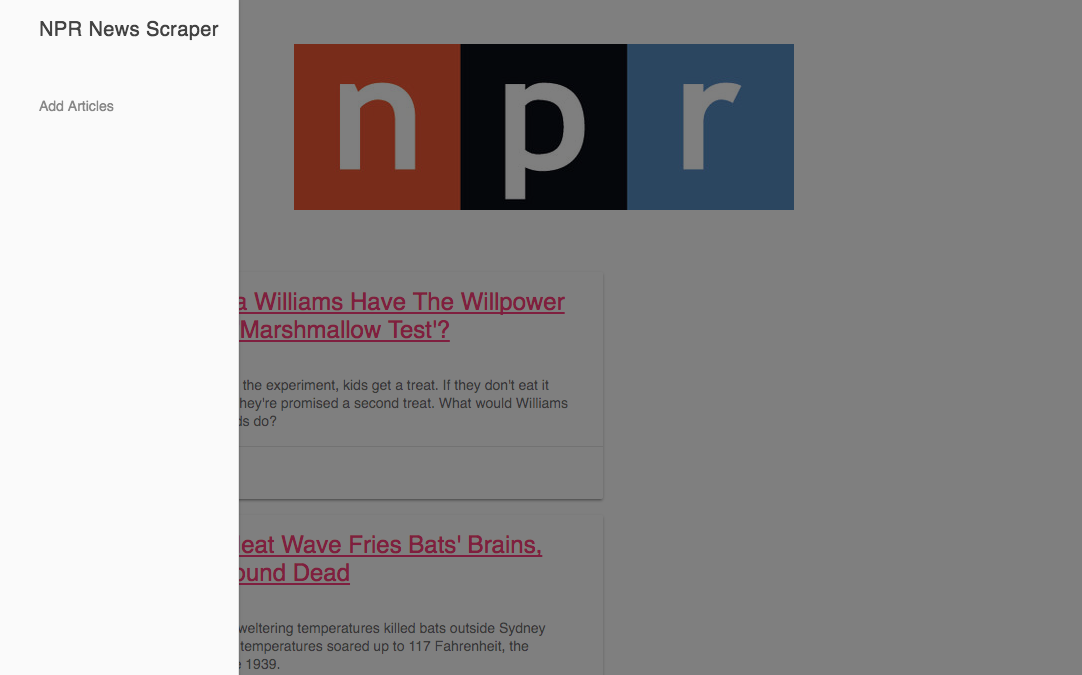 NPR News Scraper
Add Articles
n p r
Williams Have The Willpower
Marshmallow Test'?
the experiment, kids get a treat. If they don't eat it
hey're promised a second treat. What would Williams
ds do?
eat Wave Fries Bats' Brains,
ound Dead
weltering temperatures killed bats outside Sydney
temperatures soared up to 117 Fahrenheit, the
1939.